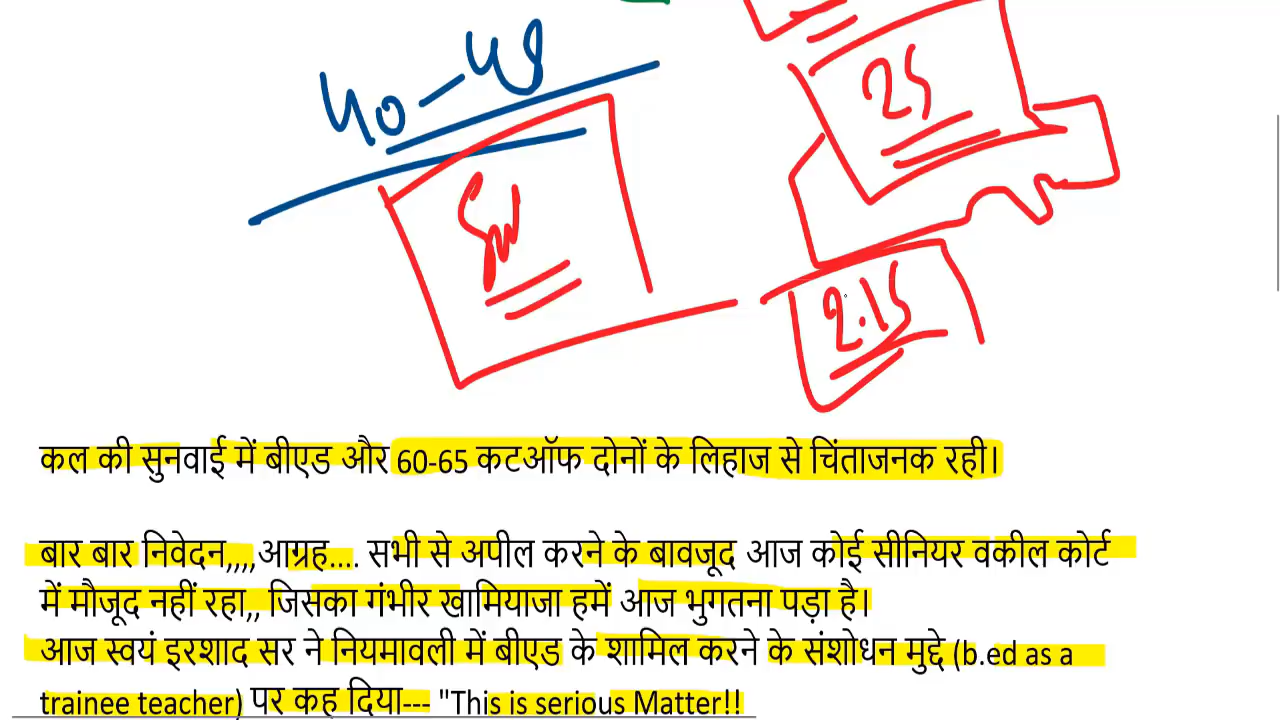 40-45
25
2.15
कल की सुनवाई में बीएड और 60-65 कटऑफ दोनों के लिहाज से चिंताजनक रही।
बार बार निवेदन,,,,आग्रह.... सभी से अपील करने के बावजूद आज कोई सीनियर वकील कोर्ट
में मौजूद नहीं रहा,, जिसका गंभीर खामियाजा हमें आज भुगतना पड़ा है।
आज स्वयं इरशाद सर ने नियमावली में बीएड के शामिल करने के संशोधन मुद्दे (b.ed as a
trainee teacher) पर कह दिया--- "This is serious Matter!!